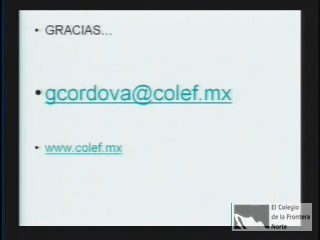 GRACIAS...
gcordova@colef.mx
www.colef.mx
El Colegio
de la Frontera
Norte